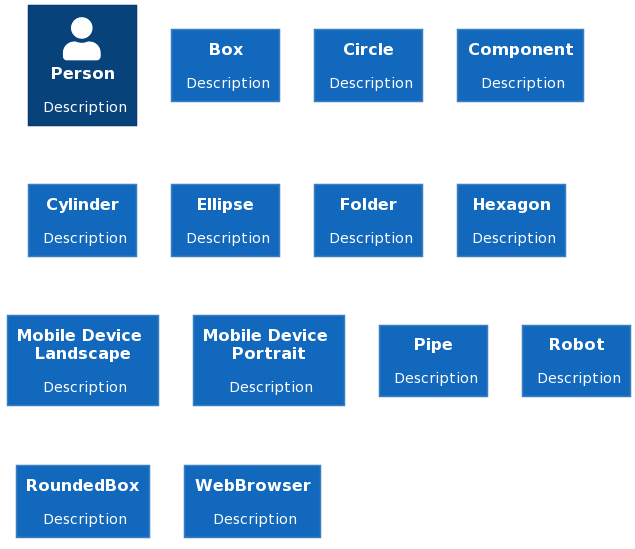 Person
Description
Box
Description
Circle
Description
Component
Description
Cylinder
Description
Ellipse
Description
Folder
Description
Hexagon
Description
Mobile Device
Landscape
Description
Mobile Device
Portrait
Description
Pipe
Description
Robot
Description
RoundedBox
Description
WebBrowser
Description